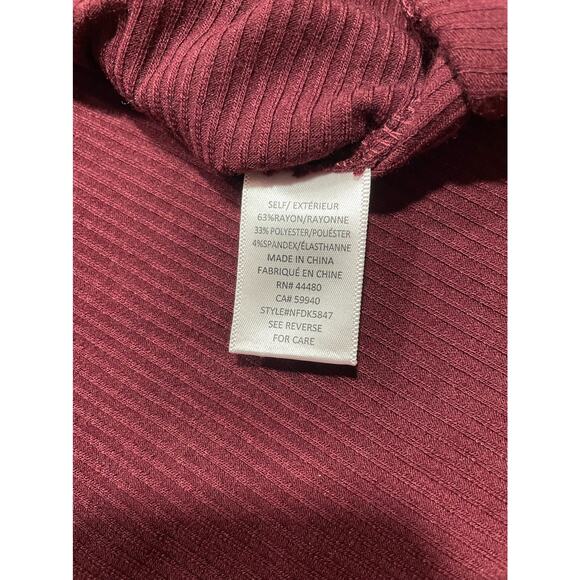 SELF/ EXTÉRIEUR
63%RAYON/RAYONNE
33% POLYESTER/POLIÉSTER
4%SPANDEX/ÉLASTHANNE
MADE IN CHINA
FABRIQUÉ EN CHINE
RN# 44480
CA# 59940
STYLE#NFDK5847
SEE REVERSE
FOR CARE